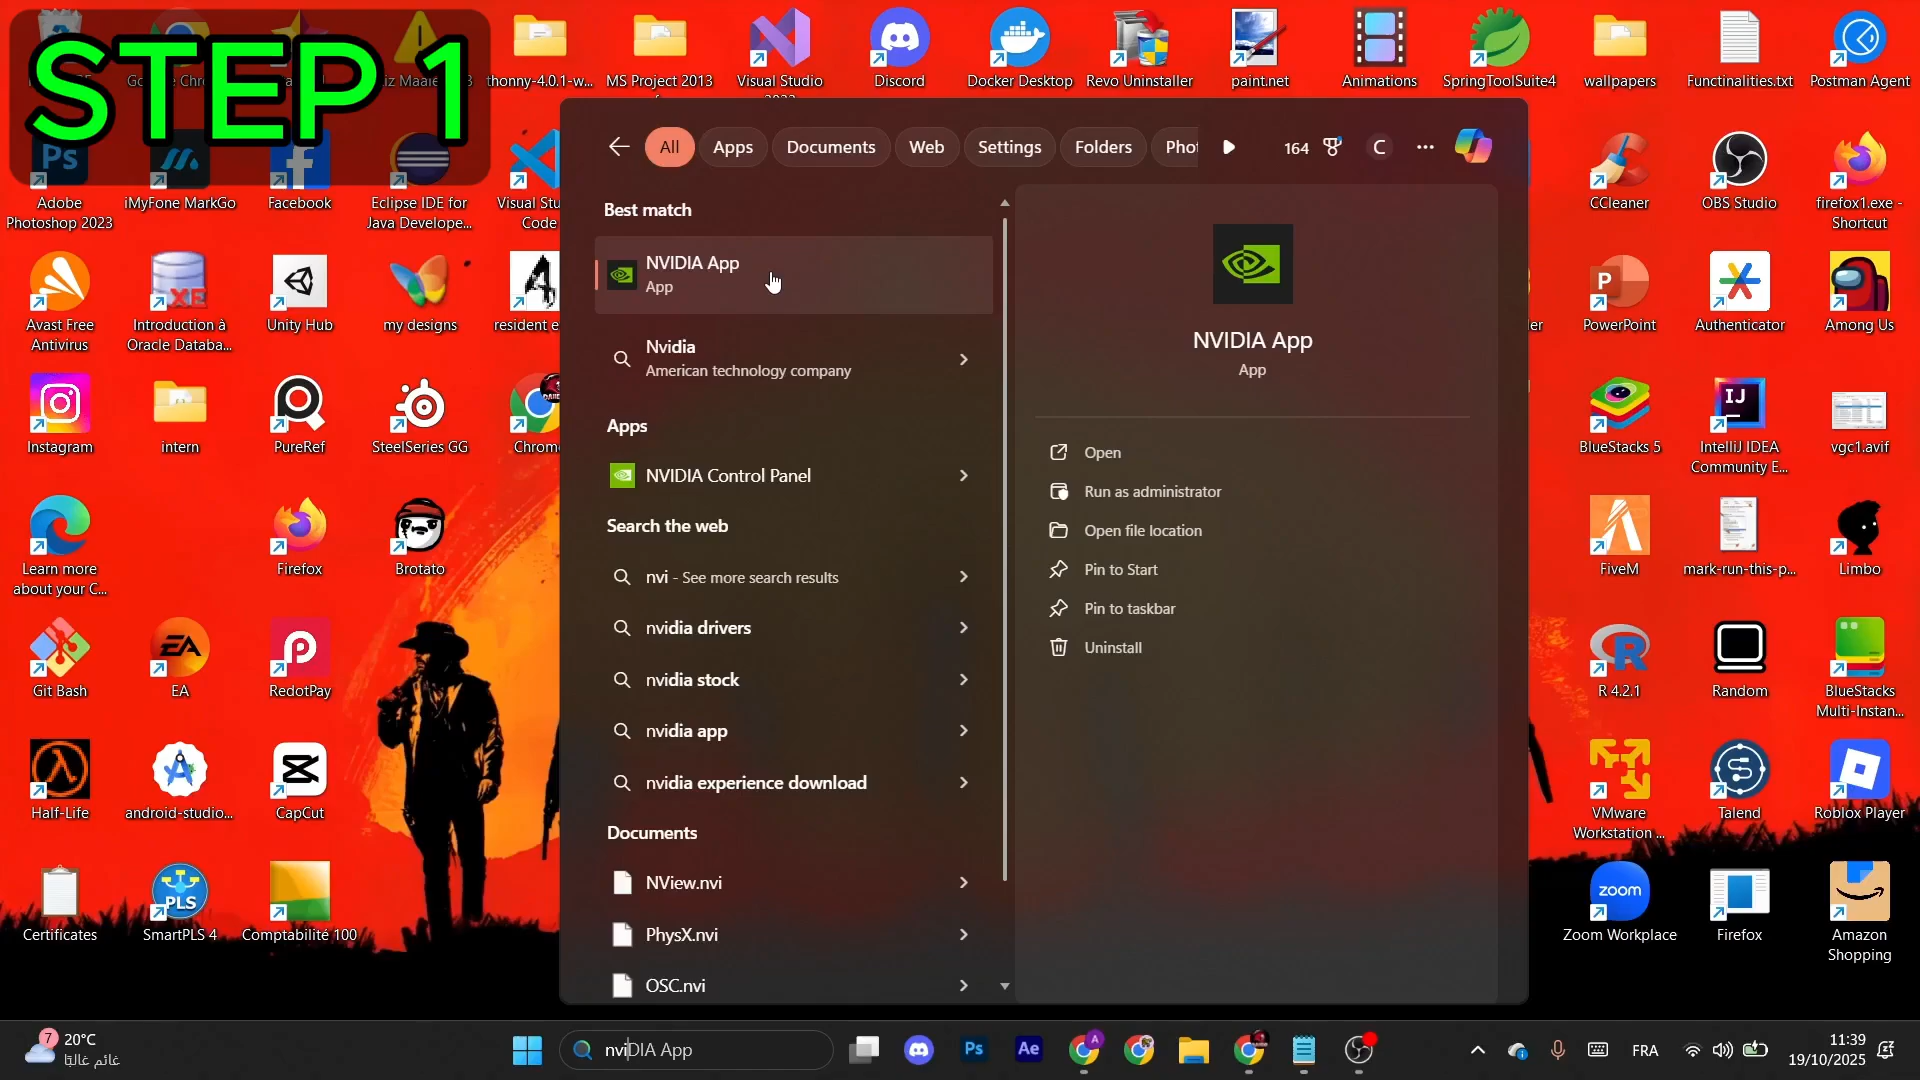 STEP 1
thonny-4.0.1-w...
MS Project 2013
Visual Studio
Discord
Docker Desktop
Revo Uninstaller
paint.net
Animations
SpringToolSuite4
wallpapers
Functinalities.txt
Postman Agent
Adobe
Photoshop 2023
iMyFone MarkGo
Facebook
Eclipse IDE for
Java Develope...
Code
CCleaner
OBS Studio
firefox1.exe -
Shortcut
Avast Free
Antivirus
Introduction à
Oracle Databa...
Unity Hub
my designs
resident e
PowerPoint
Authenticator
Among Us
Instagram
intern
PureRef
SteelSeries GG
Chrom
BlueStacks 5
IntelliJ IDEA
Community E...
vgc1.avif
Learn more
about your C...
Firefox
Brotato
FiveM
mark-run-this-p...
Limbo
Git Bash
EA
RedotPay
R 4.2.1
Random
BlueStacks
Multi-Instan...
Half-Life
android-studio...
CapCut
VMware
Workstation ...
Talend
Roblox Player
Certificates
SmartPLS 4
Comptabilité 100
Zoom Workplace
Firefox
Amazon
Shopping
All
Apps
Documents
Web
Settings
Folders
Phot
164
C
Best match
NVIDIA App
App
Nvidia
American technology company
Apps
NVIDIA Control Panel
Search the web
nvi - See more search results
nvidia drivers
nvidia stock
nvidia app
nvidia experience download
Documents
NView.nvi
PhysX.nvi
OSC.nvi
NVIDIA App
App
Open
Run as administrator
Open file location
Pin to Start
Pin to taskbar
Uninstall
7
20°C
غائم غالبًا
nviDIA App
FRA
11:39
19/10/2025